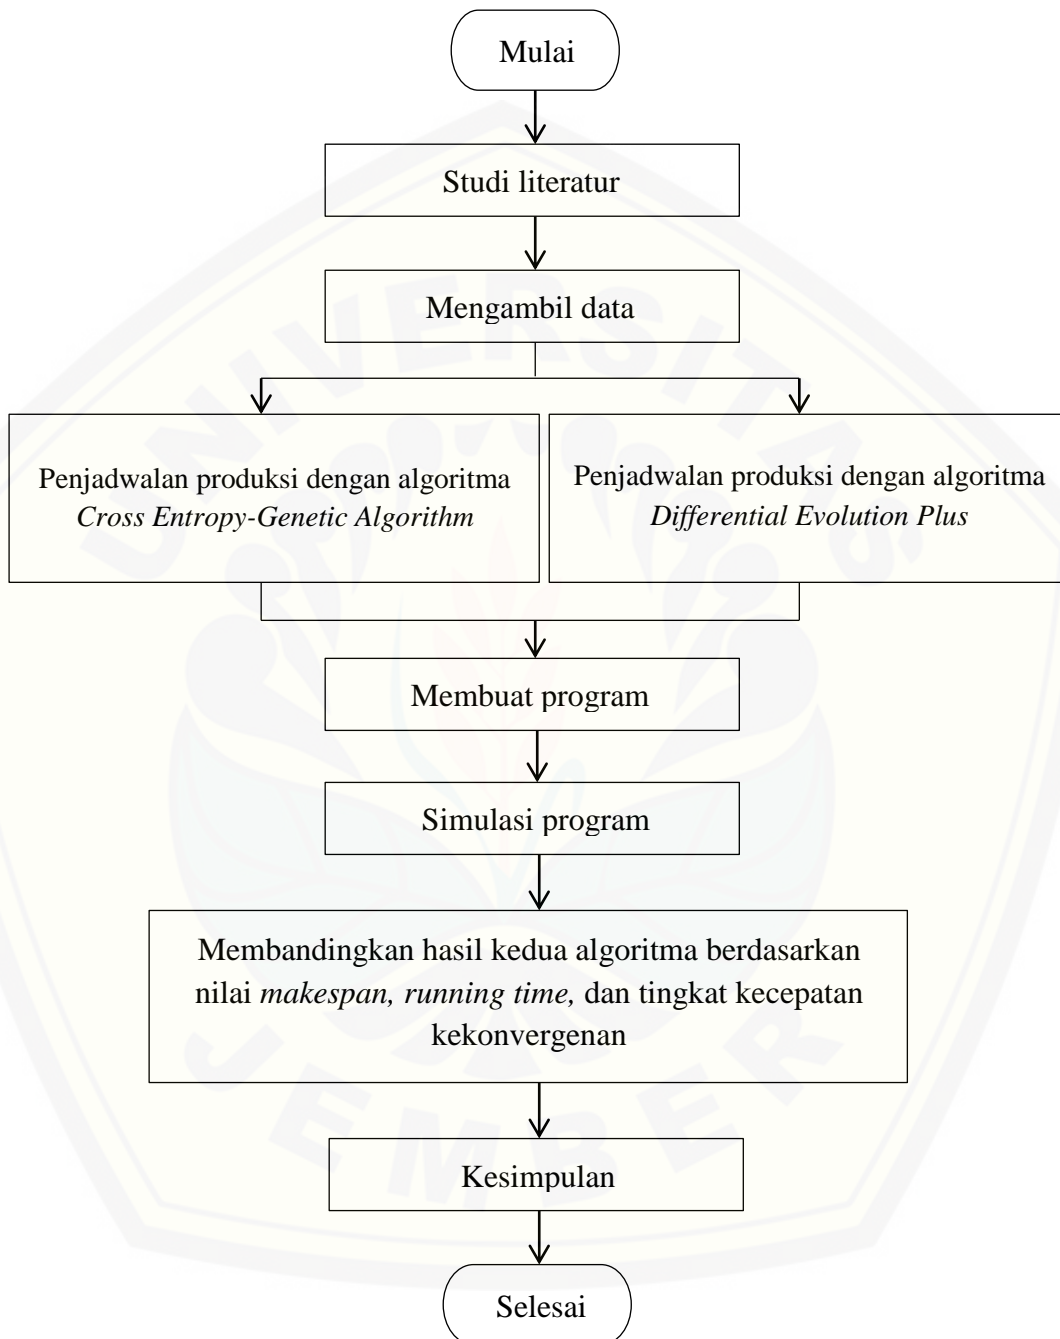 Mulai
Studi literatur
Mengambil data
Penjadwalan produksi dengan algoritma
Cross Entropy-Genetic Algorithm
Penjadwalan produksi dengan algoritma
Differential Evolution Plus
Membuat program
Simulasi program
Membandingkan hasil kedua algoritma berdasarkan
nilai makespan, running time, dan tingkat kecepatan
kekonvergenan
Kesimpulan
Selesai
UNIVERSITAS
JEMBER